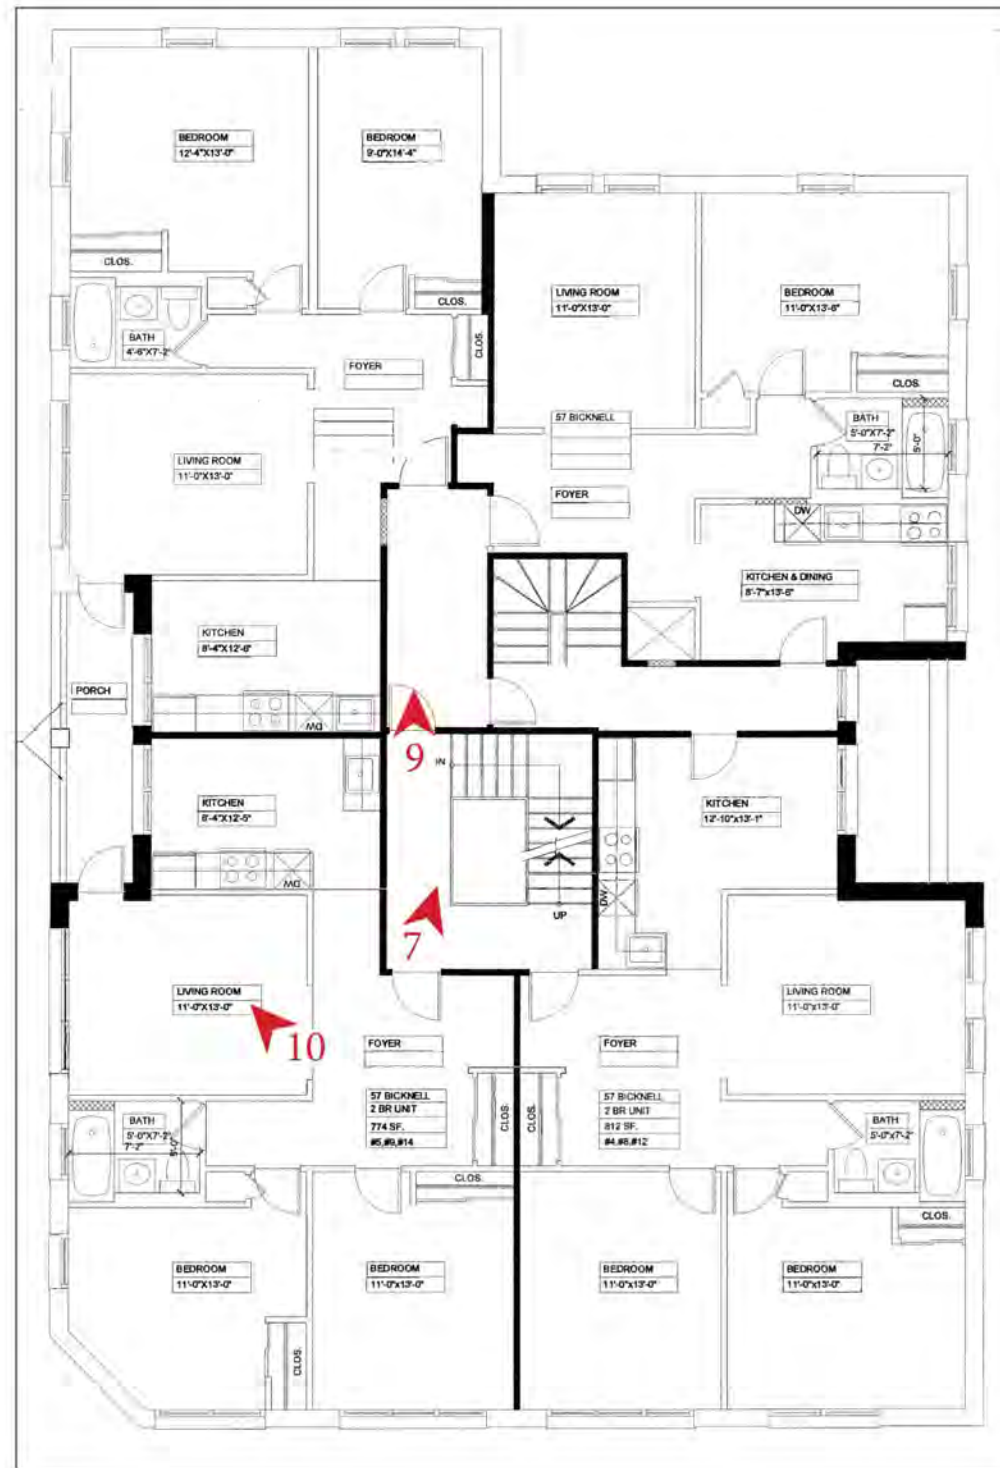 BEDROOM
12'-4"X13'-0"
BEDROOM
9'-0"X14'-4"
CLOS.
CLOS.
LIVING ROOM
11'-0"X13'-0"
BEDROOM
11'-0"X13'-6"
BATH
4'-6"X7'-2"
FOYER
CLOS.
CLOS.
57 BICKNELL
BATH
5'-0"X7'-2"
7'-2"
5'-0"
LIVING ROOM
11'-0"X13'-0"
FOYER
DW
KITCHEN & DINING
8'-7"x13'-6"
KITCHEN
8'-4"X12'-6"
PORCH
DW
9
IN
KITCHEN
8'-4"X12'-5"
KITCHEN
12'-10"x13'-1"
DW
DW
UP
7
LIVING ROOM
11'-0"X13'-0"
LIVING ROOM
11'-0"x13'-0"
10
FOYER
FOYER
57 BICKNELL
2 BR UNIT
774 SF.
#5,#9,#14
CLOS.
CLOS.
57 BICKNELL
2 BR UNIT
812 SF.
#4,#8,#12
BATH
5'-0"X7'-2"
7'-2"
5'-0"
BATH
5'-0"x7'-2"
CLOS.
CLOS.
BEDROOM
11'-0"X13'-0"
BEDROOM
11'-0"x13'-0"
BEDROOM
11'-0"x13'-0"
BEDROOM
11'-0"x13'-0"
CLOS.